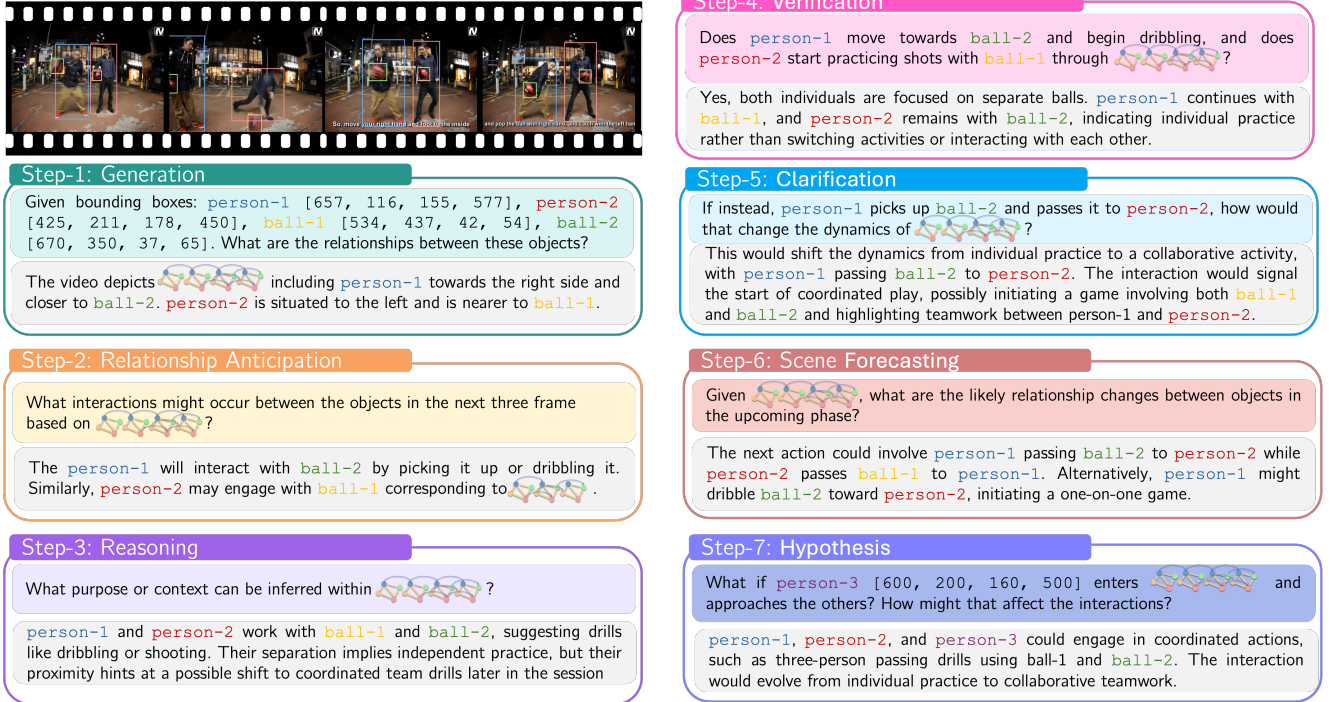 So, move your right hand and foot to the inside
Step-1: Generation
Given bounding boxes: person-1 [657, 116, 155, 577], person-2
[425, 211, 178, 450], ball-1 [534, 437, 42, 54], ball-2
[670, 350, 37, 65]. What are the relationships between these objects?
The video depicts including person-1 towards the right side and
closer to ball-2. person-2 is situated to the left and is nearer to ball-1.
Step-2: Relationship Anticipation
What interactions might occur between the objects in the next three frame
based on ?
The person-1 will interact with ball-2 by picking it up or dribbling it.
Similarly, person-2 may engage with ball-1 corresponding to .
Step-3: Reasoning
What purpose or context can be inferred within ?
person-1 and person-2 work with ball-1 and ball-2, suggesting drills
like dribbling or shooting. Their separation implies independent practice, but their
proximity hints at a possible shift to coordinated team drills later in the session
Step-4: Verification
Does person-1 move towards ball-2 and begin dribbling, and does
person-2 start practicing shots with ball-1 through ?
Yes, both individuals are focused on separate balls. person-1 continues with
ball-1, and person-2 remains with ball-2, indicating individual practice
rather than switching activities or interacting with each other.
Step-5: Clarification
If instead, person-1 picks up ball-2 and passes it to person-2, how would
that change the dynamics of ?
This would shift the dynamics from individual practice to a collaborative activity,
with person-1 passing ball-2 to person-2. The interaction would signal
the start of coordinated play, possibly initiating a game involving both ball-1
and ball-2 and highlighting teamwork between person-1 and person-2.
Step-6: Scene Forecasting
Given , what are the likely relationship changes between objects in
the upcoming phase?
The next action could involve person-1 passing ball-2 to person-2 while
person-2 passes ball-1 to person-1. Alternatively, person-1 might
dribble ball-2 toward person-2, initiating a one-on-one game.
Step-7: Hypothesis
What if person-3 [600, 200, 160, 500] enters and
approaches the others? How might that affect the interactions?
person-1, person-2, and person-3 could engage in coordinated actions,
such as three-person passing drills using ball-1 and ball-2. The interaction
would evolve from individual practice to collaborative teamwork.